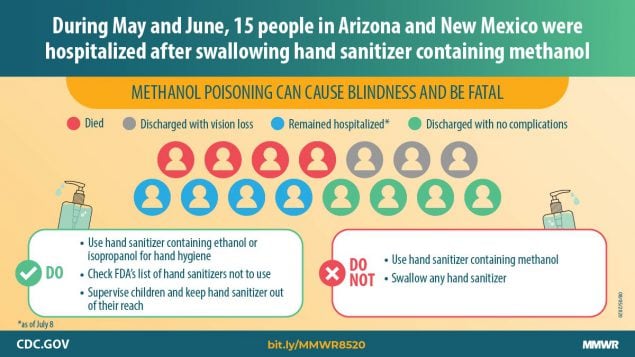 During May and June, 15 people in Arizona and New Mexico were
hospitalized after swallowing hand sanitizer containing methanol
METHANOL POISONING CAN CAUSE BLINDNESS AND BE FATAL
Died
Discharged with vision loss
Remained hospitalized*
Discharged with no complications
DO
• Use hand sanitizer containing ethanol or
isopropanol for hand hygiene
• Check FDA's list of hand sanitizers not to use
• Supervise children and keep hand sanitizer out
of their reach
DO
NOT
• Use hand sanitizer containing methanol
• Swallow any hand sanitizer
*as of July 8
CDC.GOV
bit.ly/MMWR8520
MMWR